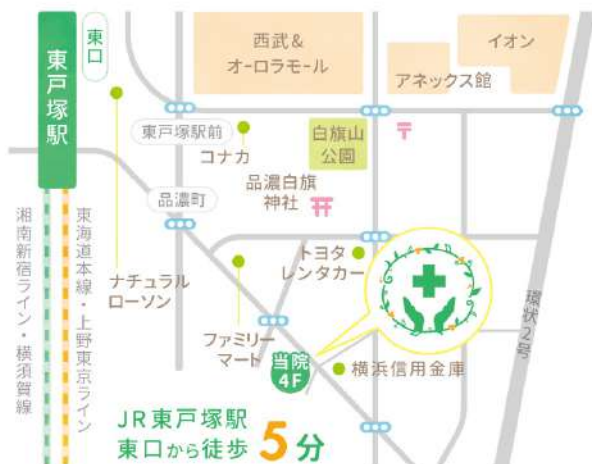 東戸塚駅
東口
西武&
オーロラモール
イオン
アネックス館
東戸塚駅前
コナカ
白旗山
公園
〒
品濃町
品濃白旗
神社
湘南新宿ライン・横須賀線
東海道本線・上野東京ライン
ナチュラル
ローソン
トヨタ
レンタカー
ファミリー
マート
環状2号
当院
4F
横浜信用金庫
JR東戸塚駅
東口から徒歩 5分